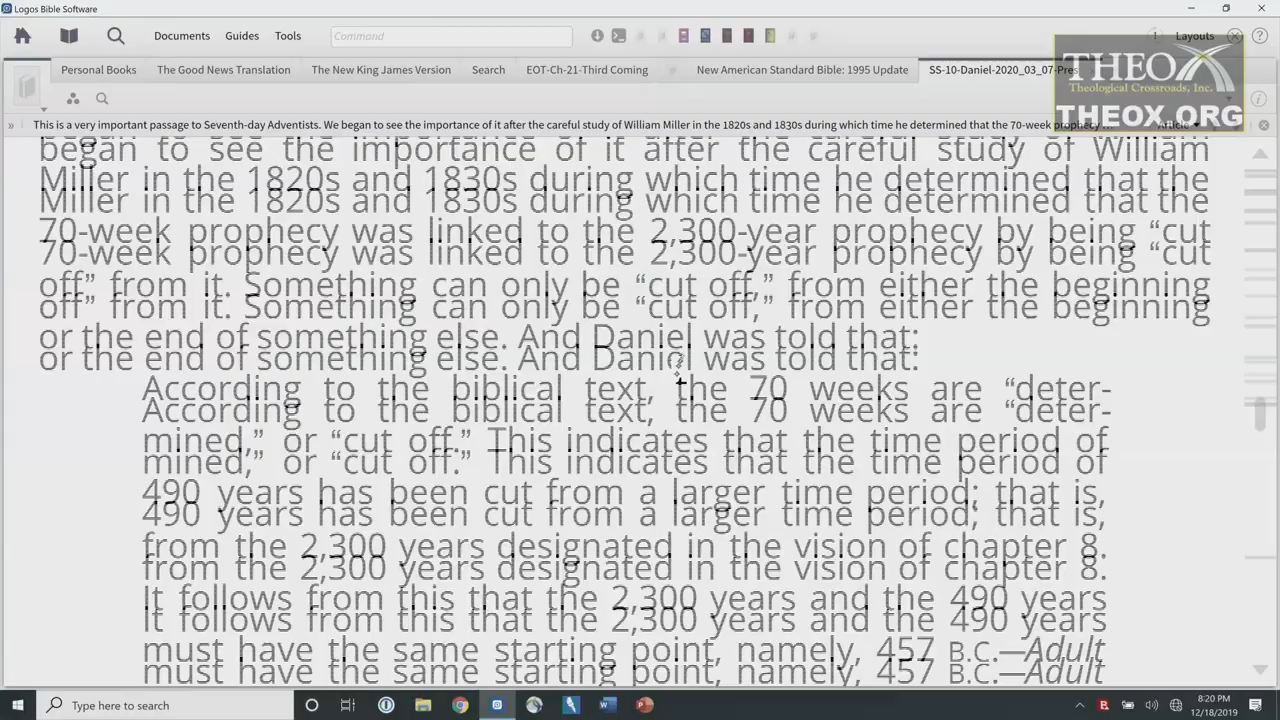 Logos Bible Software
Documents Guides Tools Command 1 Layouts
THEOX
Theological Crossroads, Inc.
THEOX.ORG
Personal Books The Good News Translation The New King James Version Search EOT-Ch-21-Third Coming New American Standard Bible: 1995 Update SS-10-Daniel-2020_03_07-Pres
This is a very important passage to Seventh-day Adventists. We began to see the importance of it after the careful study of William Miller in the 1820s and 1830s during which time he determined that the 70-week prophecy ... Article
began to see the importance of it after the careful study of William
Miller in the 1820s and 1830s during which time he determined that the
70-week prophecy was linked to the 2,300-year prophecy by being “cut
off” from it. Something can only be “cut off,” from either the beginning
or the end of something else. And Daniel was told that:
According to the biblical text, the 70 weeks are “deter-
mined,” or “cut off.” This indicates that the time period of
490 years has been cut from a larger time period; that is,
from the 2,300 years designated in the vision of chapter 8.
It follows from this that the 2,300 years and the 490 years
must have the same starting point, namely, 457 B.C.—Adult
Type here to search
8:20 PM
12/18/2019